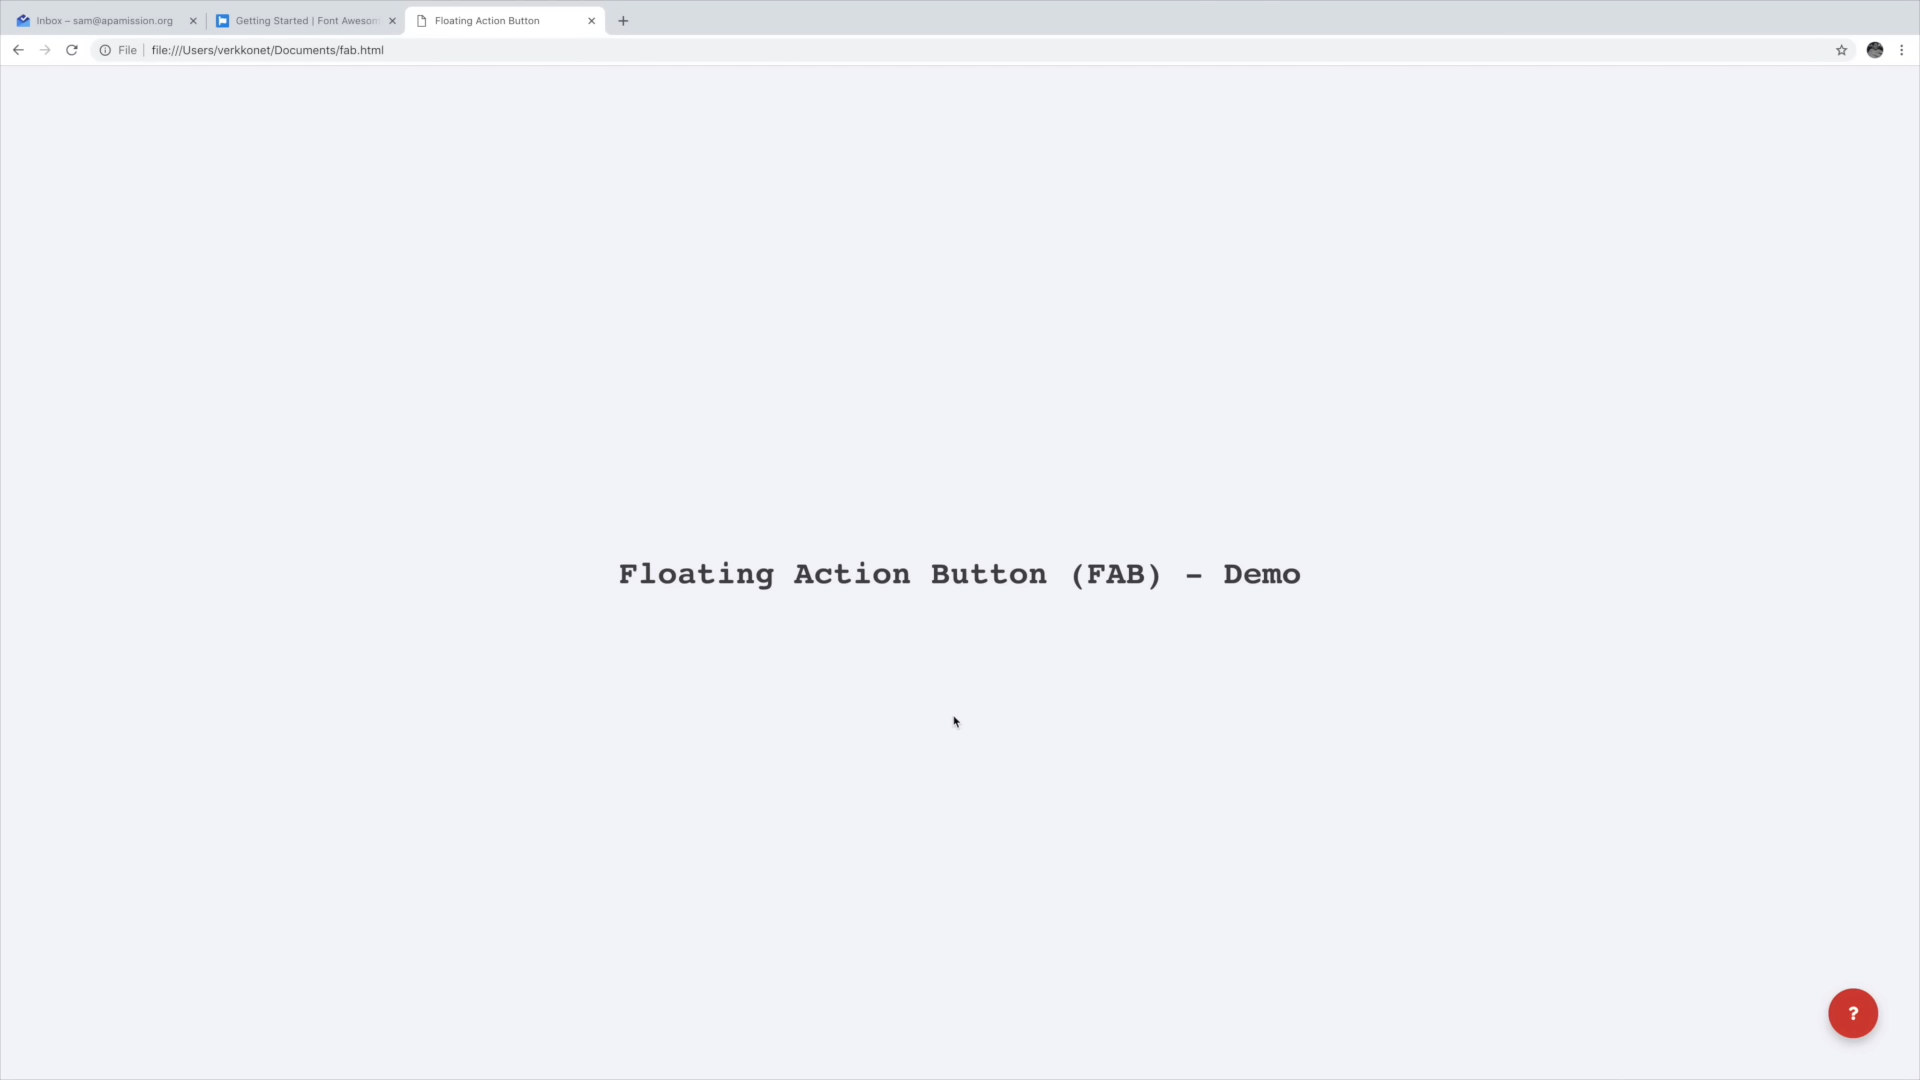 Inbox – sam@apamission.org
Getting Started | Font Awesom
Floating Action Button
File
file:///Users/verkkonet/Documents/fab.html
Floating Action Button (FAB) - Demo
?